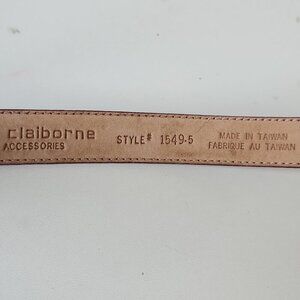 claiborne
ACCESSORIES
STYLE# 1549-5
MADE IN TAIWAN
FABRIQUE AU TAIWAN